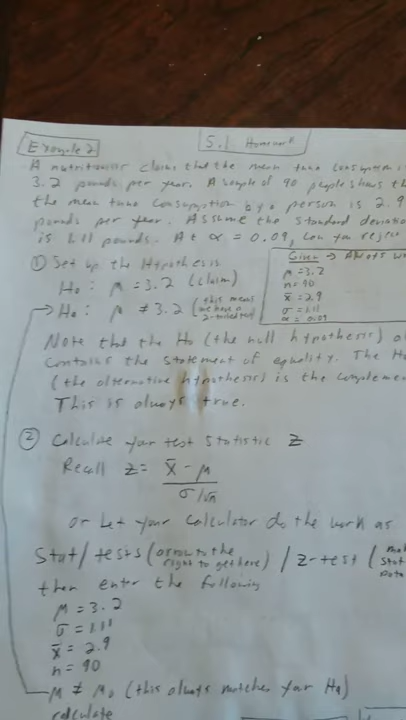 Example 2
5.1 Homework
A nutritionist claims that the mean tuna consumption
3.2 pounds per year. A sample of 90 people shows th
the mean tuna consumption by a person is 2.9
pounds per year. Assume the standard deviatio
is 1.11 pounds. At α = 0.09, can you reject
Given → Always w
μ = 3.2
n = 90
x̄ = 2.9
σ = 1.11
α = 0.09
① Set up the Hypothesis
H₀: μ = 3.2 (claim)
→ Ha: μ ≠ 3.2 (this means we have a 2-tailed test)
Note that the H₀ (the null hypothesis) a
contains the statement of equality. The Ha
(the alternative hypothesis) is the compleme
This is always true.
② Calculate your test statistic z
Recall z = x̄ - μ / σ/√n
or Let your calculator do the work as
Stat/tests (arrow to the right to get here) / z-test (
then enter the following
μ = 3.2
σ = 1.11
x̄ = 2.9
n = 90
μ ≠ μ₀ (this always matches your Ha)
calculate